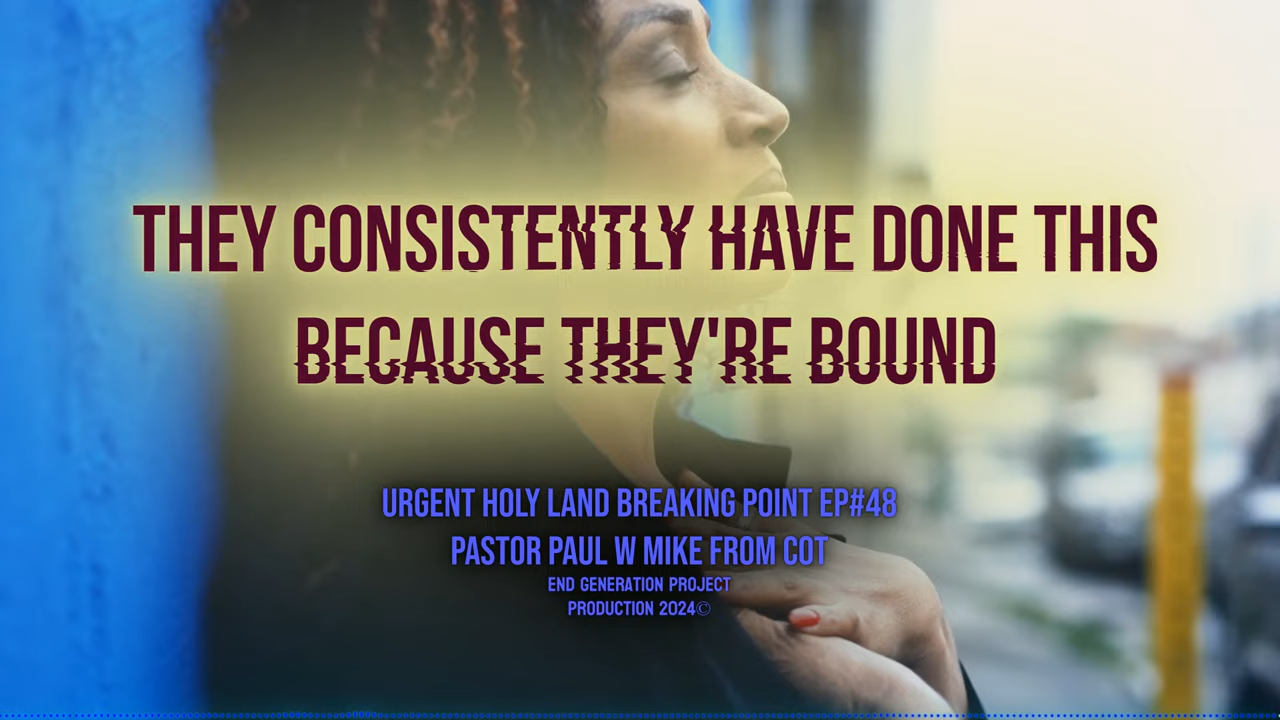 THEY CONSISTENTLY HAVE DONE THIS
BECAUSE THEY'RE BOUND
URGENT HOLY LAND BREAKING POINT EP#48
PASTOR PAUL W MIKE FROM COT
END GENERATION PROJECT
PRODUCTION 2024©